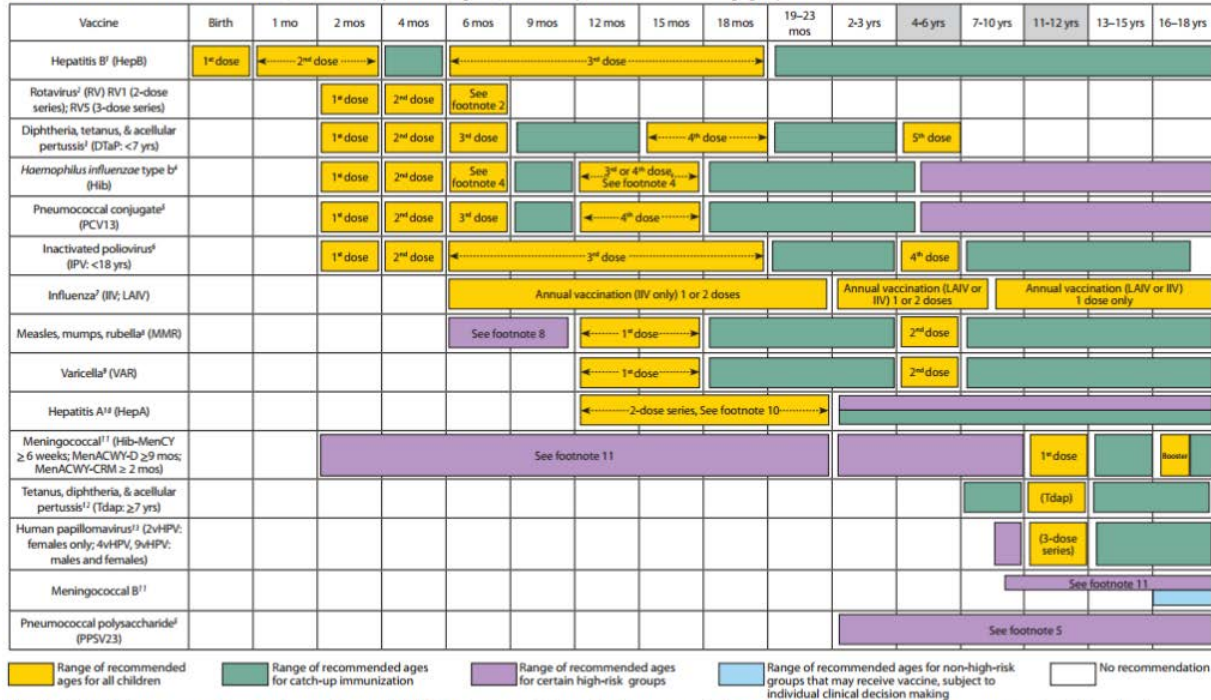 Vaccine Birth 1 mo 2 mos 4 mos 6 mos 9 mos 12 mos 15 mos 18 mos 19–23 mos 2-3 yrs 4-6 yrs 7-10 yrs 11-12 yrs 13–15 yrs 16–18 yrs
Hepatitis B¹ (HepB) 1ˢᵗ dose 2ⁿᵈ dose 3ʳᵈ dose
Rotavirus² (RV) RV1 (2-dose
series); RV5 (3-dose series)
1ˢᵗ dose 2ⁿᵈ dose See
footnote 2
Diphtheria, tetanus, & acellular
pertussis³ (DTaP: <7 yrs)
1ˢᵗ dose 2ⁿᵈ dose 3ʳᵈ dose 4ᵗʰ dose 5ᵗʰ dose
Haemophilus influenzae type b⁴
(Hib)
1ˢᵗ dose 2ⁿᵈ dose See
footnote 4
3ʳᵈ or 4ᵗʰ dose,
See footnote 4
Pneumococcal conjugate⁵
(PCV13)
1ˢᵗ dose 2ⁿᵈ dose 3ʳᵈ dose 4ᵗʰ dose
Inactivated poliovirus⁶
(IPV: <18 yrs)
1ˢᵗ dose 2ⁿᵈ dose 3ʳᵈ dose 4ᵗʰ dose
Influenza⁷ (IIV; LAIV) Annual vaccination (IIV only) 1 or 2 doses
Annual vaccination (LAIV or
IIV) 1 or 2 doses
Annual vaccination (LAIV or IIV)
1 dose only
Measles, mumps, rubella⁸ (MMR) See footnote 8 1ˢᵗ dose 2ⁿᵈ dose
Varicella⁹ (VAR) 1ˢᵗ dose 2ⁿᵈ dose
Hepatitis A¹⁰ (HepA) 2-dose series, See footnote 10
Meningococcal¹¹ (Hib-MenCY
≥ 6 weeks; MenACWY-D ≥9 mos;
MenACWY-CRM ≥ 2 mos)
See footnote 11 1ˢᵗ dose Booster
Tetanus, diphtheria, & acellular
pertussis¹² (Tdap: ≥7 yrs)
(Tdap)
Human papillomavirus¹³ (2vHPV:
females only; 4vHPV, 9vHPV:
males and females)
(3-dose
series)
Meningococcal B¹¹ See footnote 11
Pneumococcal polysaccharide⁵
(PPSV23)
See footnote 5
Range of recommended
ages for all children
Range of recommended ages
for catch-up immunization
Range of recommended ages
for certain high-risk groups
Range of recommended ages for non-high-risk
groups that may receive vaccine, subject to
individual clinical decision making
No recommendation